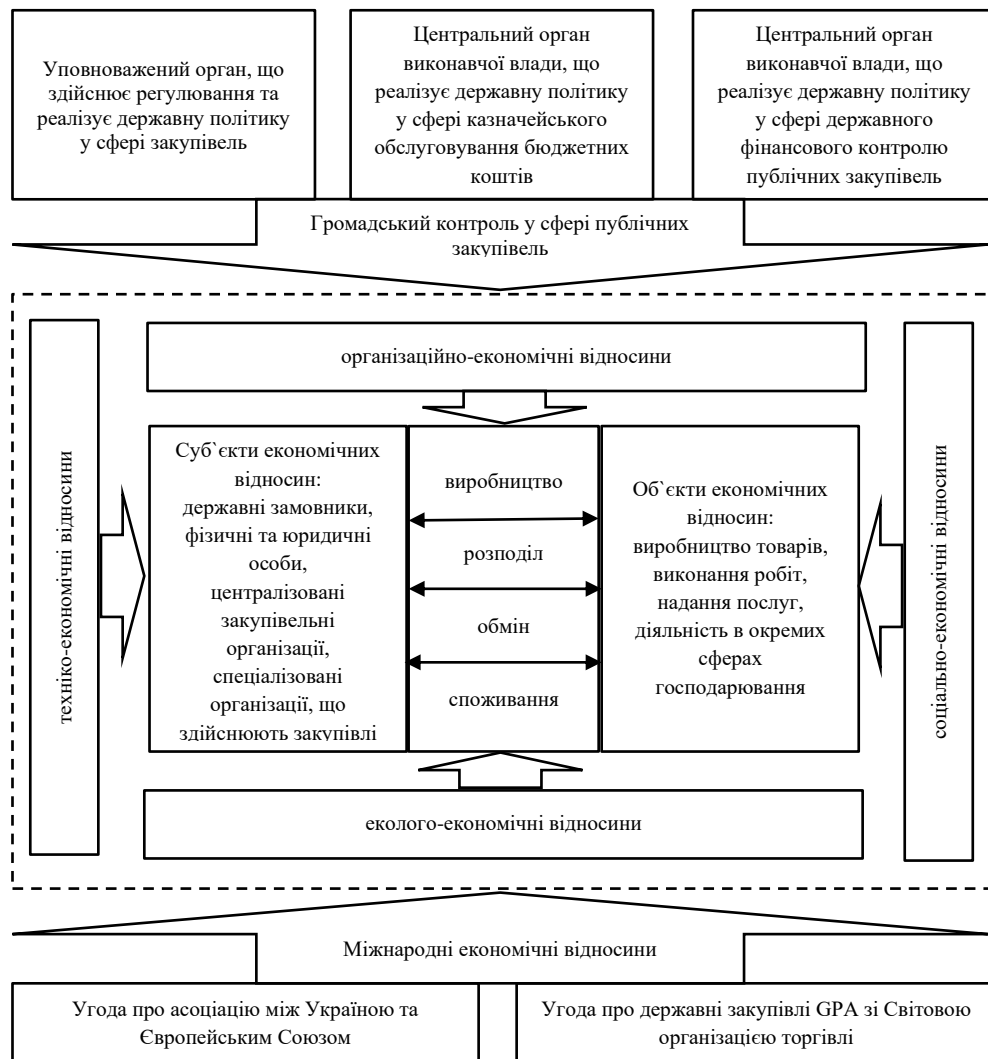 Уповноважений орган, що
здійснює регулювання та
реалізує державну політику
у сфері закупівель
Центральний орган
виконавчої влади, що
реалізує державну політику
у сфері казначейського
обслуговування бюджетних
коштів
Центральний орган
виконавчої влади, що
реалізує державну політику
у сфері державного
фінансового контролю
публічних закупівель
Громадський контроль у сфері публічних
закупівель
організаційно-економічні відносини
техніко-економічні відносини
Суб`єкти економічних
відносин:
державні замовники,
фізичні та юридичні
особи,
централізовані
закупівельні
організації,
спеціалізовані
організації, що
здійснюють закупівлі
виробництво
розподіл
обмін
споживання
Об`єкти економічних
відносин:
виробництво товарів,
виконання робіт,
надання послуг,
діяльність в окремих
сферах
господарювання
соціально-економічні відносини
еколого-економічні відносини
Міжнародні економічні відносини
Угода про асоціацію між Україною та
Європейським Союзом
Угода про державні закупівлі GPA зі Світовою
організацією торгівлі